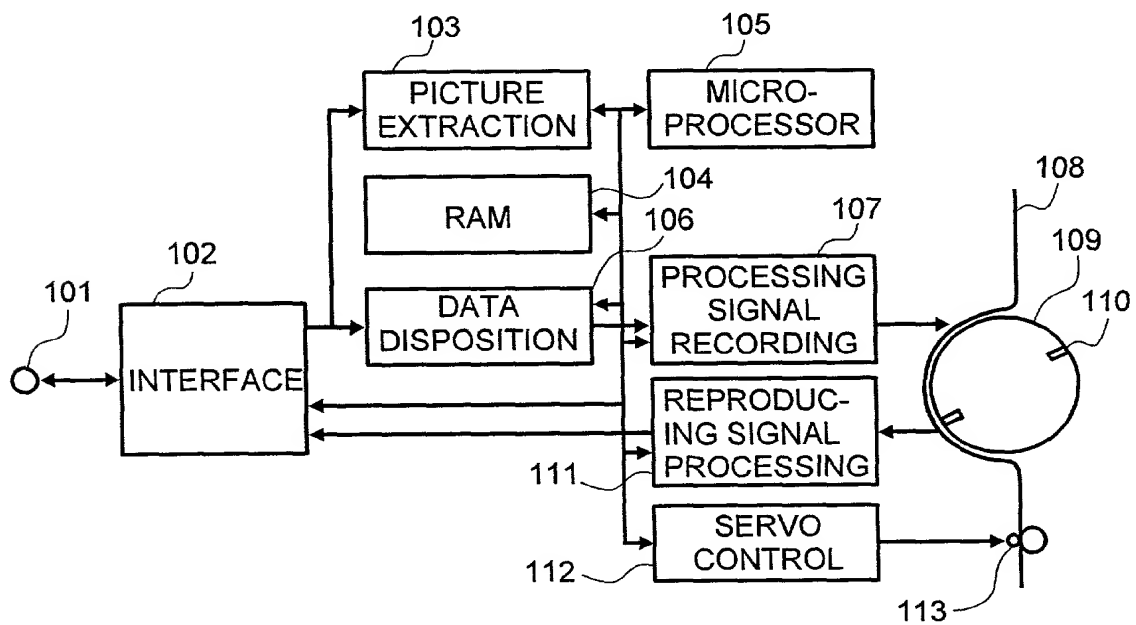 103
105
PICTURE
EXTRACTION
MICRO-
PROCESSOR
104
RAM
106
107
108
109
110
102
101
INTERFACE
DATA
DISPOSITION
PROCESSING
SIGNAL
RECORDING
REPRODUC-
ING SIGNAL
PROCESSING
111
SERVO
CONTROL
112
113